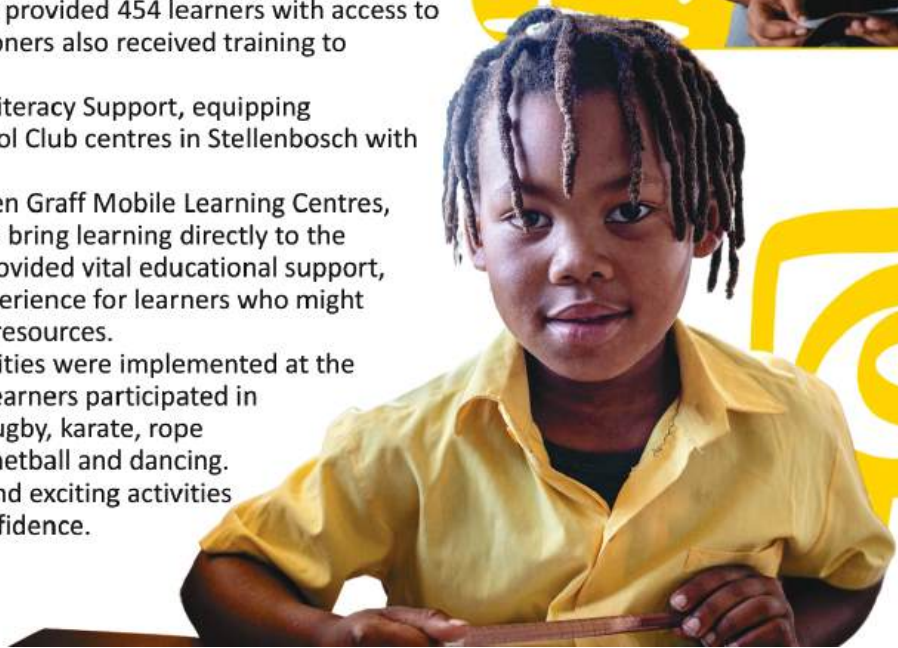 provided 454 learners with access to
oners also received training to
iteracy Support, equipping
ol Club centres in Stellenbosch with
en Graff Mobile Learning Centres,
bring learning directly to the
ovided vital educational support,
erience for learners who might
resources.
ities were implemented at the
earners participated in
ugby, karate, rope
netball and dancing.
nd exciting activities
fidence.